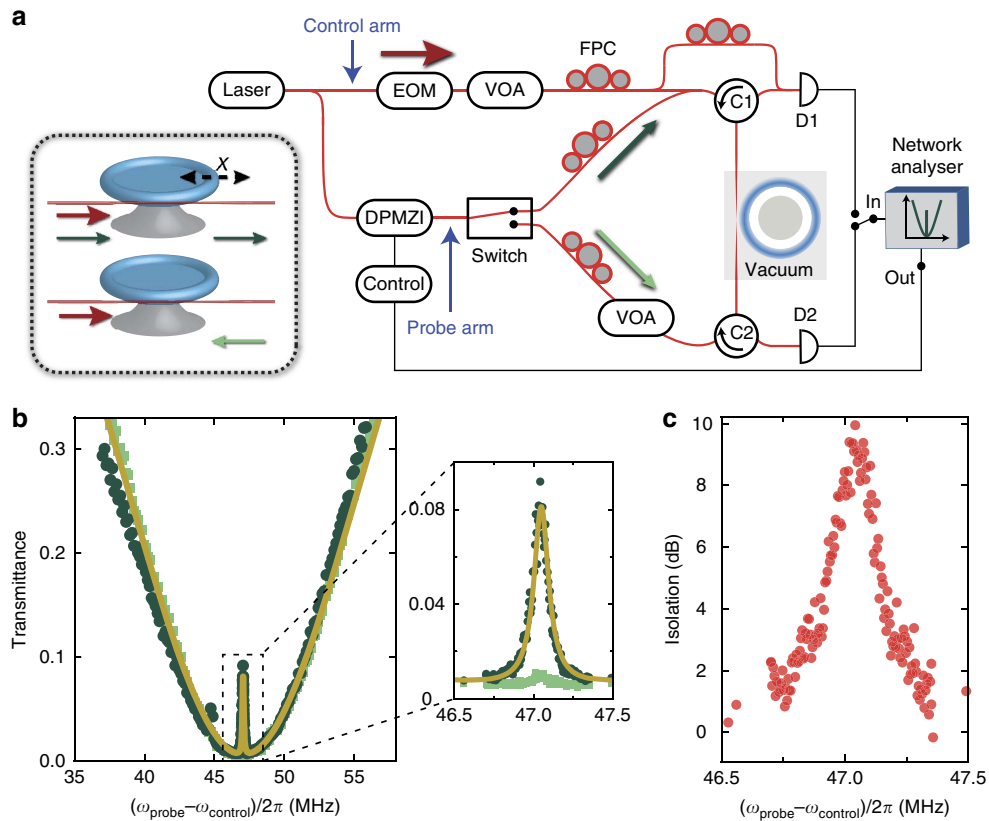 a
Control arm
FPC
Laser
EOM
VOA
C1
D1
Network
analyser
In
X
DPMZI
Switch
Vacuum
Out
Control
Probe arm
VOA
C2
D2
b
0.3
0.2
0.1
0.0
Transmittance
35 40 45 50 55
(ωprobe–ωcontrol)/2π (MHz)
0.08
0.04
0
46.5 47.0 47.5
c
10
8
6
4
2
0
Isolation (dB)
46.5 47.0 47.5
(ωprobe–ωcontrol)/2π (MHz)